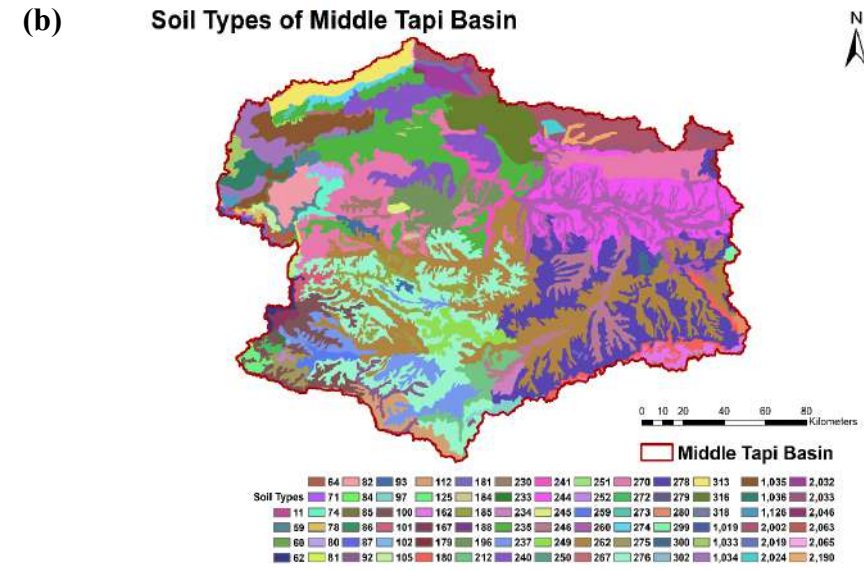 (b)
Soil Types of Middle Tapi Basin
N
0 5 10 20 40 60 80
Kilometers
Middle Tapi Basin
64 82 93 112 181 230 241 251 270 278 313 1,035 2,032
Soil Types 71 84 97 125 184 233 244 252 272 279 316 1,036 2,033
11 74 85 100 162 185 234 245 259 273 280 318 1,126 2,046
59 78 86 101 167 188 235 246 260 274 299 1,019 2,002 2,063
60 80 87 102 179 196 237 249 262 275 300 1,033 2,019 2,065
62 81 92 105 180 212 240 250 267 276 302 1,034 2,024 2,190